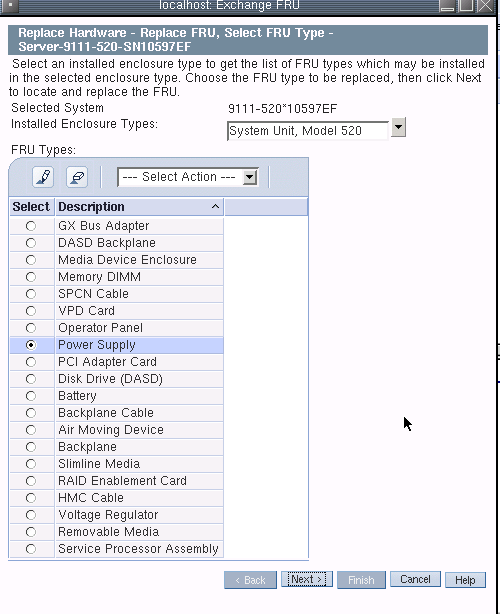 localhost: Exchange FRU
Replace Hardware - Replace FRU, Select FRU Type -
Server-9111-520-SN10597EF
Select an installed enclosure type to get the list of FRU types which may be installed
in the selected enclosure type. Choose the FRU type to be replaced, then click Next
to locate and replace the FRU.
Selected System 9111-520*10597EF
Installed Enclosure Types: System Unit, Model 520
FRU Types:
--- Select Action ---
Select Description
GX Bus Adapter
DASD Backplane
Media Device Enclosure
Memory DIMM
SPCN Cable
VPD Card
Operator Panel
Power Supply
PCI Adapter Card
Disk Drive (DASD)
Battery
Backplane Cable
Air Moving Device
Backplane
Slimline Media
RAID Enablement Card
HMC Cable
Voltage Regulator
Removable Media
Service Processor Assembly
< Back Next > Finish Cancel Help